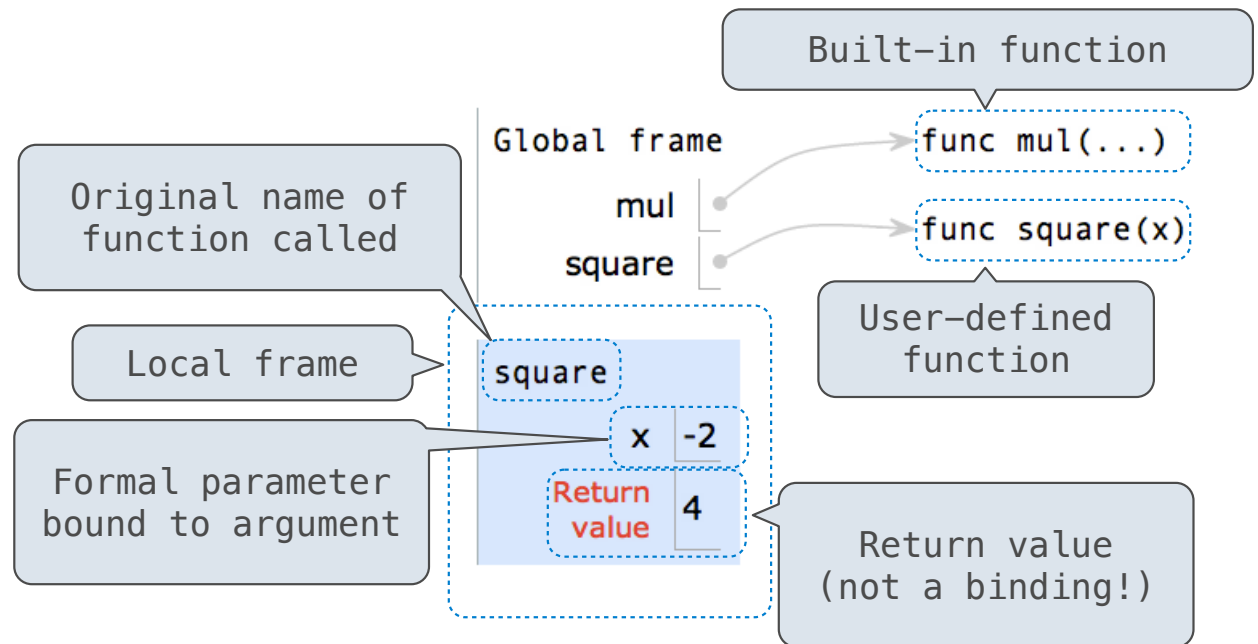 Built-in function
Global frame
func mul(...)
mul
Original name of
function called
func square(x)
square
User-defined
function
Local frame
square
x -2
Formal parameter
bound to argument
Return
value
4
Return value
(not a binding!)